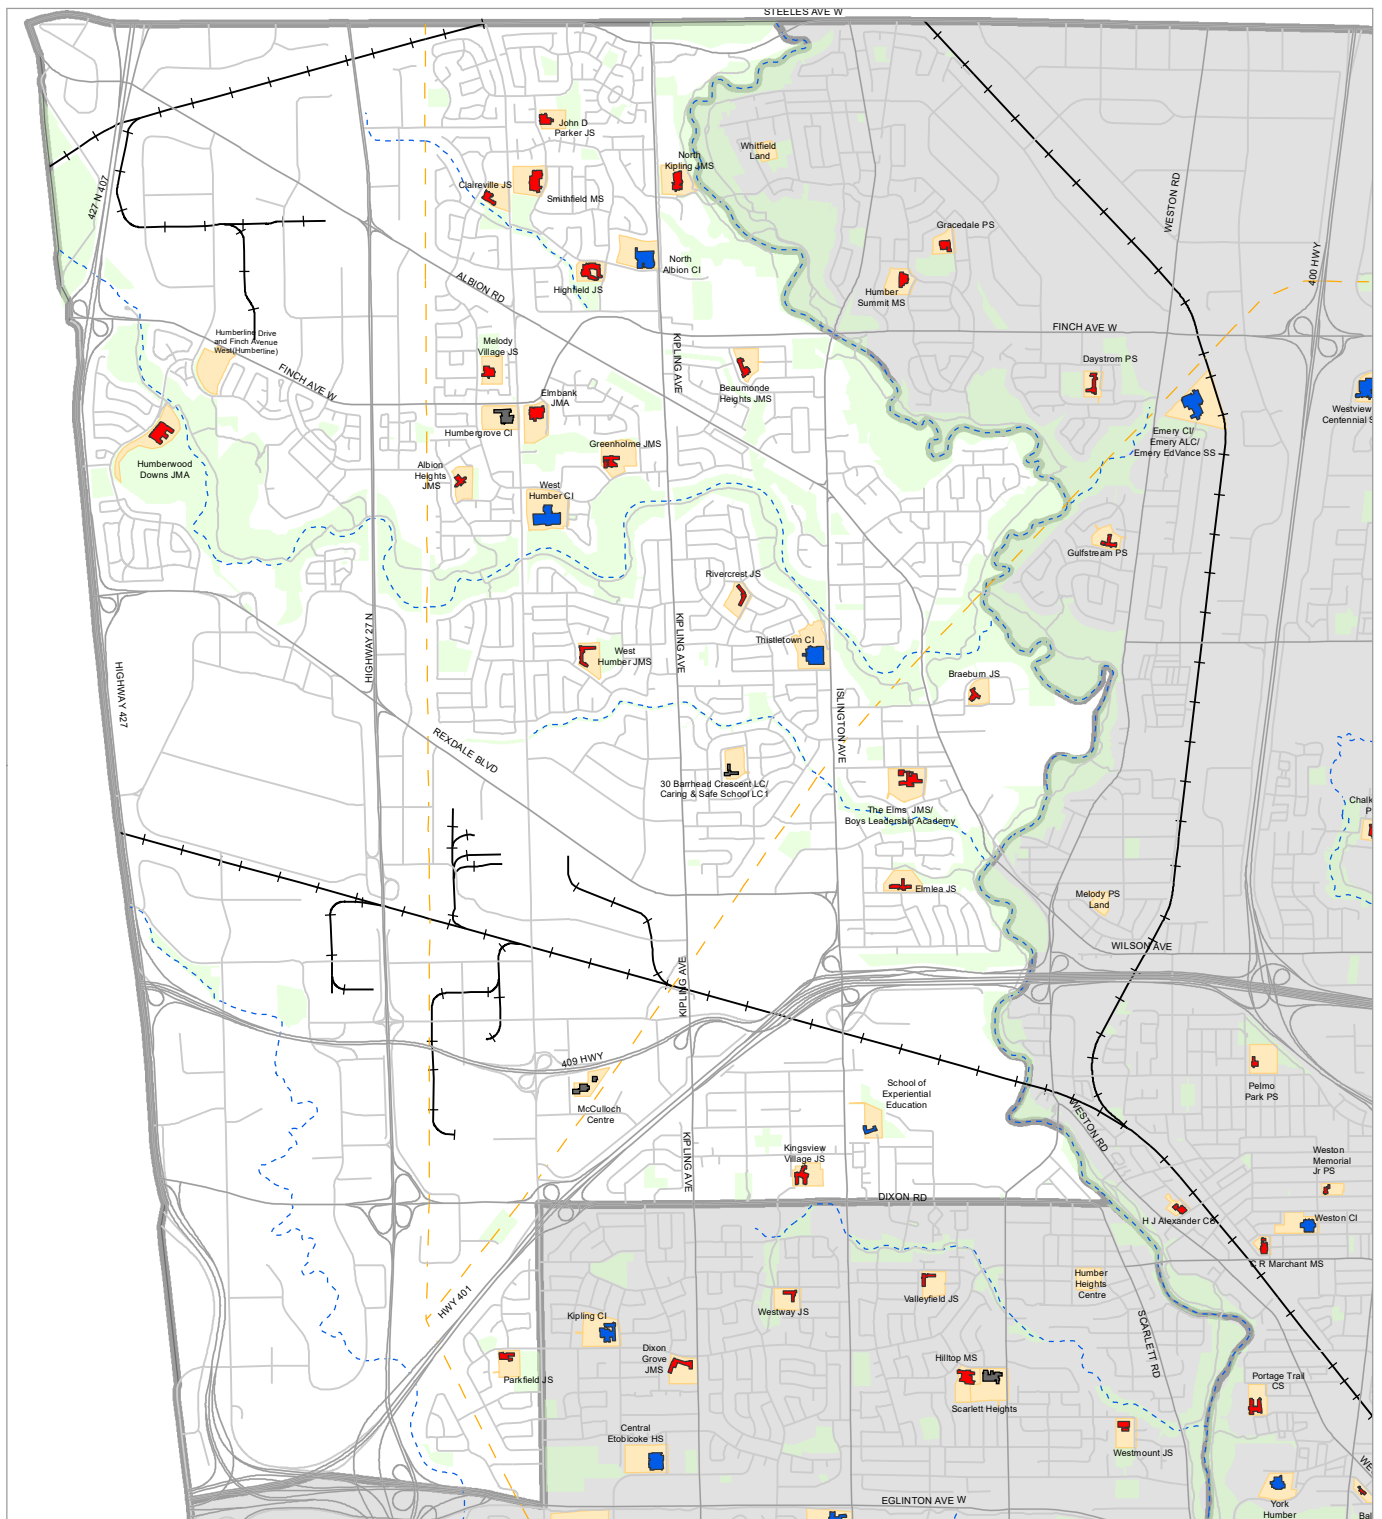 STEELES AVE W
John D
Parker JS
Whitfield
Land
North
Kipling JMS
427 N 407
Claireville JS
Smithfield MS
WESTON RD
Gracedale PS
400 HWY
North
Albion CI
ALBION RD
Highfield JS
Humber
Summit MS
FINCH AVE W
Humberline Drive
and Finch Avenue
West(Humberline)
Melody
Village JS
KIPLING AVE
Daystrom PS
FINCH AVE W
Beaumonde
Heights JMS
Elmbank
JMA
Westview
Centennial S
Humbergrove CI
Emery CI/
Emery ALC/
Emery EdVance SS
Greenholme JMS
Humberwood
Downs JMA
Albion
Heights
JMS
West
Humber CI
Gulfstream PS
Rivercrest JS
HIGHWAY 27 N
KIPLING AVE
Thistletown CI
West
Humber JMS
Braeburn JS
HIGHWAY 427
ISLINGTON AVE
REXDALE BLVD
30 Barrhead Crescent LC/
Caring & Safe School LC1
The Elms JMS/
Boys Leadership Academy
Chalk
P
Elmlea JS
Melody PS
Land
WILSON AVE
KIPLING AVE
409 HWY
School of
Experiential
Education
Pelmo
Park PS
McCulloch
Centre
WESTON RD
KIPLING AVE
Kingsview
Village JS
Weston
Memorial
Jr PS
DIXON RD
H J Alexander CS
Weston CI
C R Marchant MS
Humber
Heights
Centre
HWY 401
Westway JS
Valleyfield JS
Kipling CI
SCARLETT RD
Dixon
Grove
JMS
Hilltop MS
Parkfield JS
Portage Trail
CS
Scarlett Heights
Central
Etobicoke HS
Westmount JS
WE
EGLINTON AVE W
York
Humber
Bal